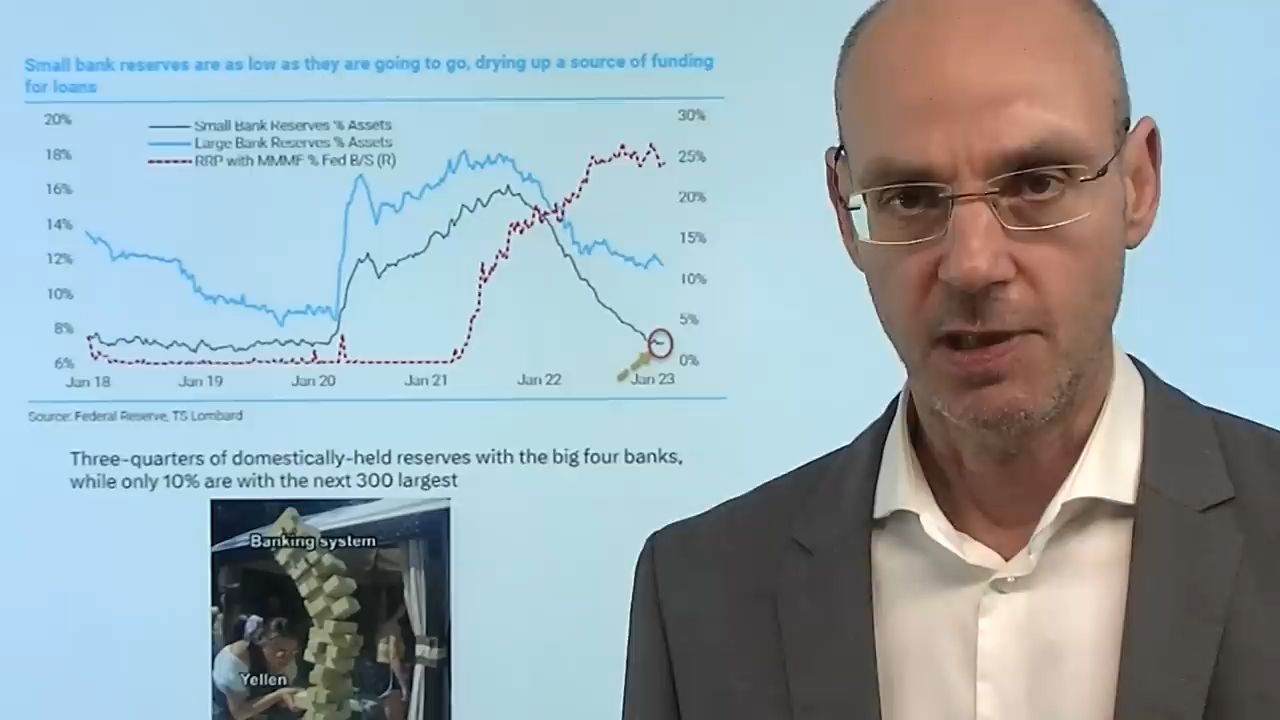 Small bank reserves are as low as they are going to go, drying up a source of funding
for loans
20%
18%
16%
14%
12%
10%
8%
6%
Small Bank Reserves % Assets
Large Bank Reserves % Assets
RRP with MMMF % Fed B/S (R)
30%
25%
20%
15%
10%
5%
0%
Jan 18 Jan 19 Jan 20 Jan 21 Jan 22 Jan 23
Source: Federal Reserve, TS Lombard
Three-quarters of domestically-held reserves with the big four banks,
while only 10% are with the next 300 largest
Banking system
Yellen